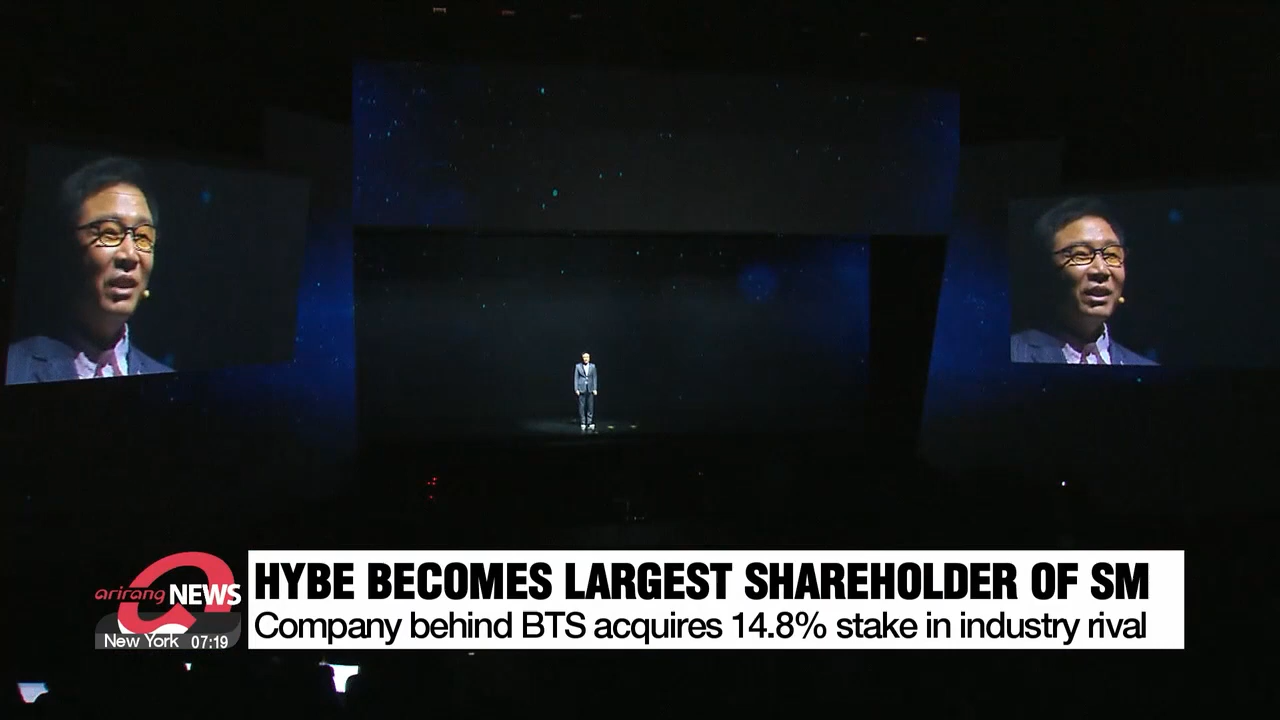 HYBE BECOMES LARGEST SHAREHOLDER OF SM
Company behind BTS acquires 14.8% stake in industry rival
arirang NEWS
New York 07:19